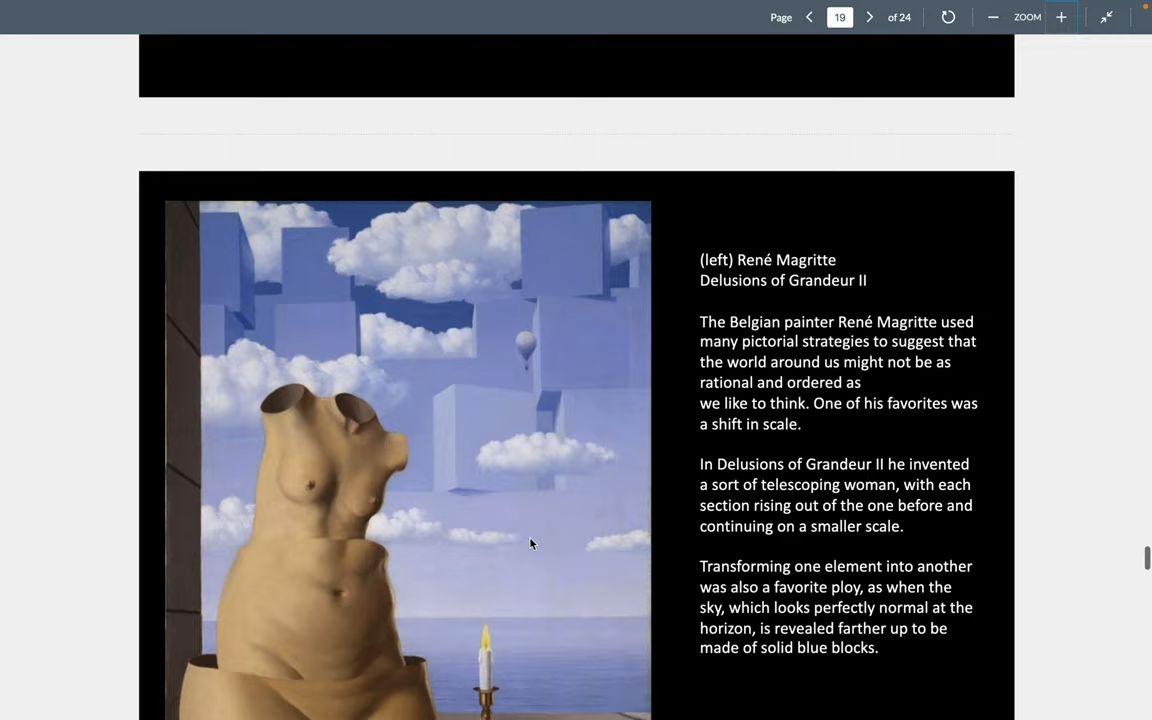 Page 19 of 24 ZOOM
(left) René Magritte
Delusions of Grandeur II
The Belgian painter René Magritte used
many pictorial strategies to suggest that
the world around us might not be as
rational and ordered as
we like to think. One of his favorites was
a shift in scale.
In Delusions of Grandeur II he invented
a sort of telescoping woman, with each
section rising out of the one before and
continuing on a smaller scale.
Transforming one element into another
was also a favorite ploy, as when the
sky, which looks perfectly normal at the
horizon, is revealed farther up to be
made of solid blue blocks.